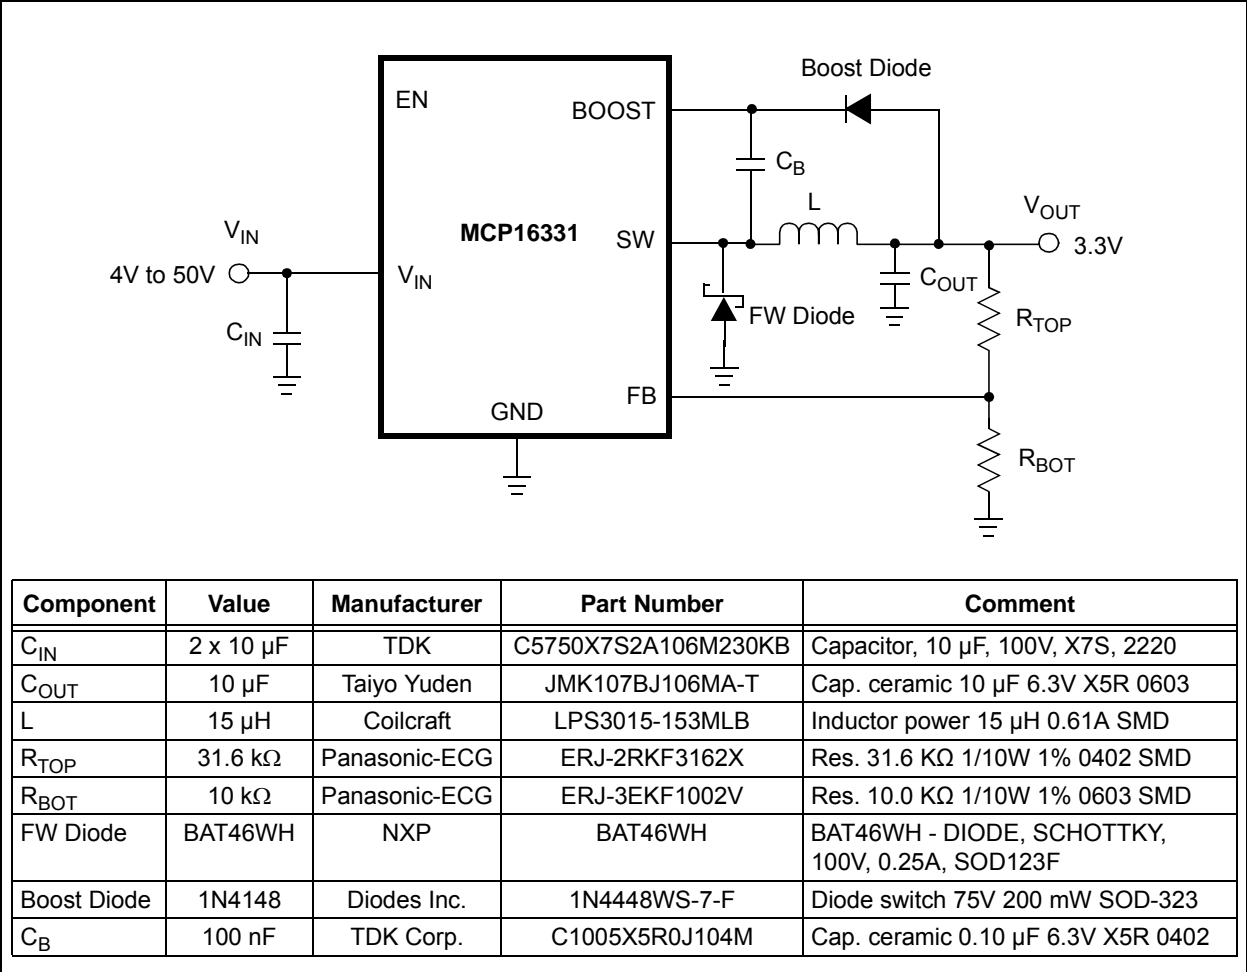 Boost Diode
EN
BOOST
C_B
L
V_OUT
V_IN
MCP16331
SW
3.3V
4V to 50V
V_IN
C_OUT
FW Diode
R_TOP
C_IN
FB
GND
R_BOT
Component Value Manufacturer Part Number Comment
C_IN 2 x 10 µF TDK C5750X7S2A106M230KB Capacitor, 10 µF, 100V, X7S, 2220
C_OUT 10 µF Taiyo Yuden JMK107BJ106MA-T Cap. ceramic 10 µF 6.3V X5R 0603
L 15 µH Coilcraft LPS3015-153MLB Inductor power 15 µH 0.61A SMD
R_TOP 31.6 kΩ Panasonic-ECG ERJ-2RKF3162X Res. 31.6 KΩ 1/10W 1% 0402 SMD
R_BOT 10 kΩ Panasonic-ECG ERJ-3EKF1002V Res. 10.0 KΩ 1/10W 1% 0603 SMD
FW Diode BAT46WH NXP BAT46WH BAT46WH - DIODE, SCHOTTKY,
100V, 0.25A, SOD123F
Boost Diode 1N4148 Diodes Inc. 1N4448WS-7-F Diode switch 75V 200 mW SOD-323
C_B 100 nF TDK Corp. C1005X5R0J104M Cap. ceramic 0.10 µF 6.3V X5R 0402